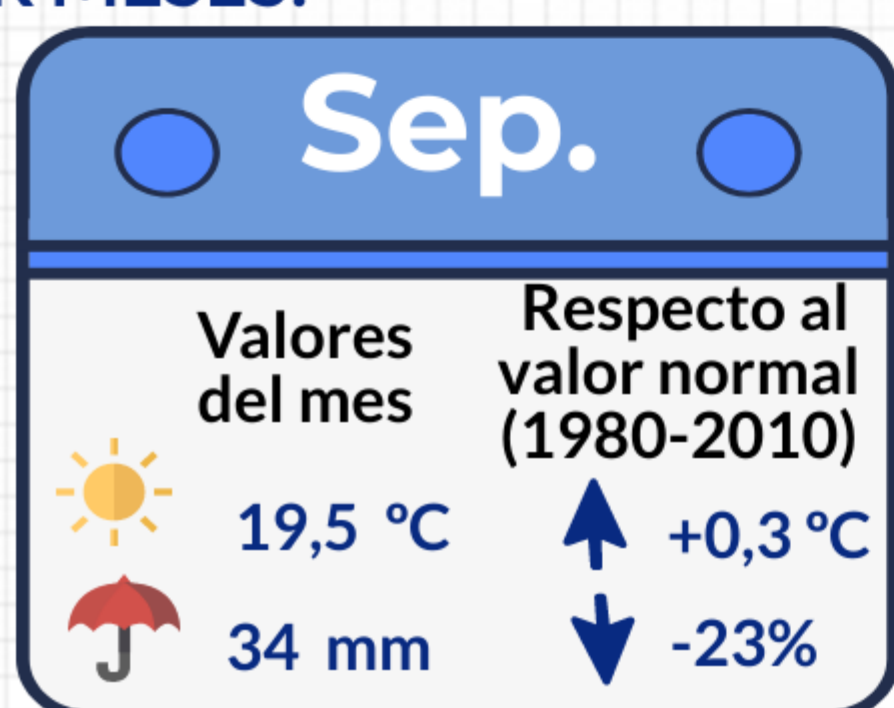 Sep.
Valores
del mes
Respecto al
valor normal
(1980-2010)
19,5 ºC
+0,3 ºC
34 mm
-23%